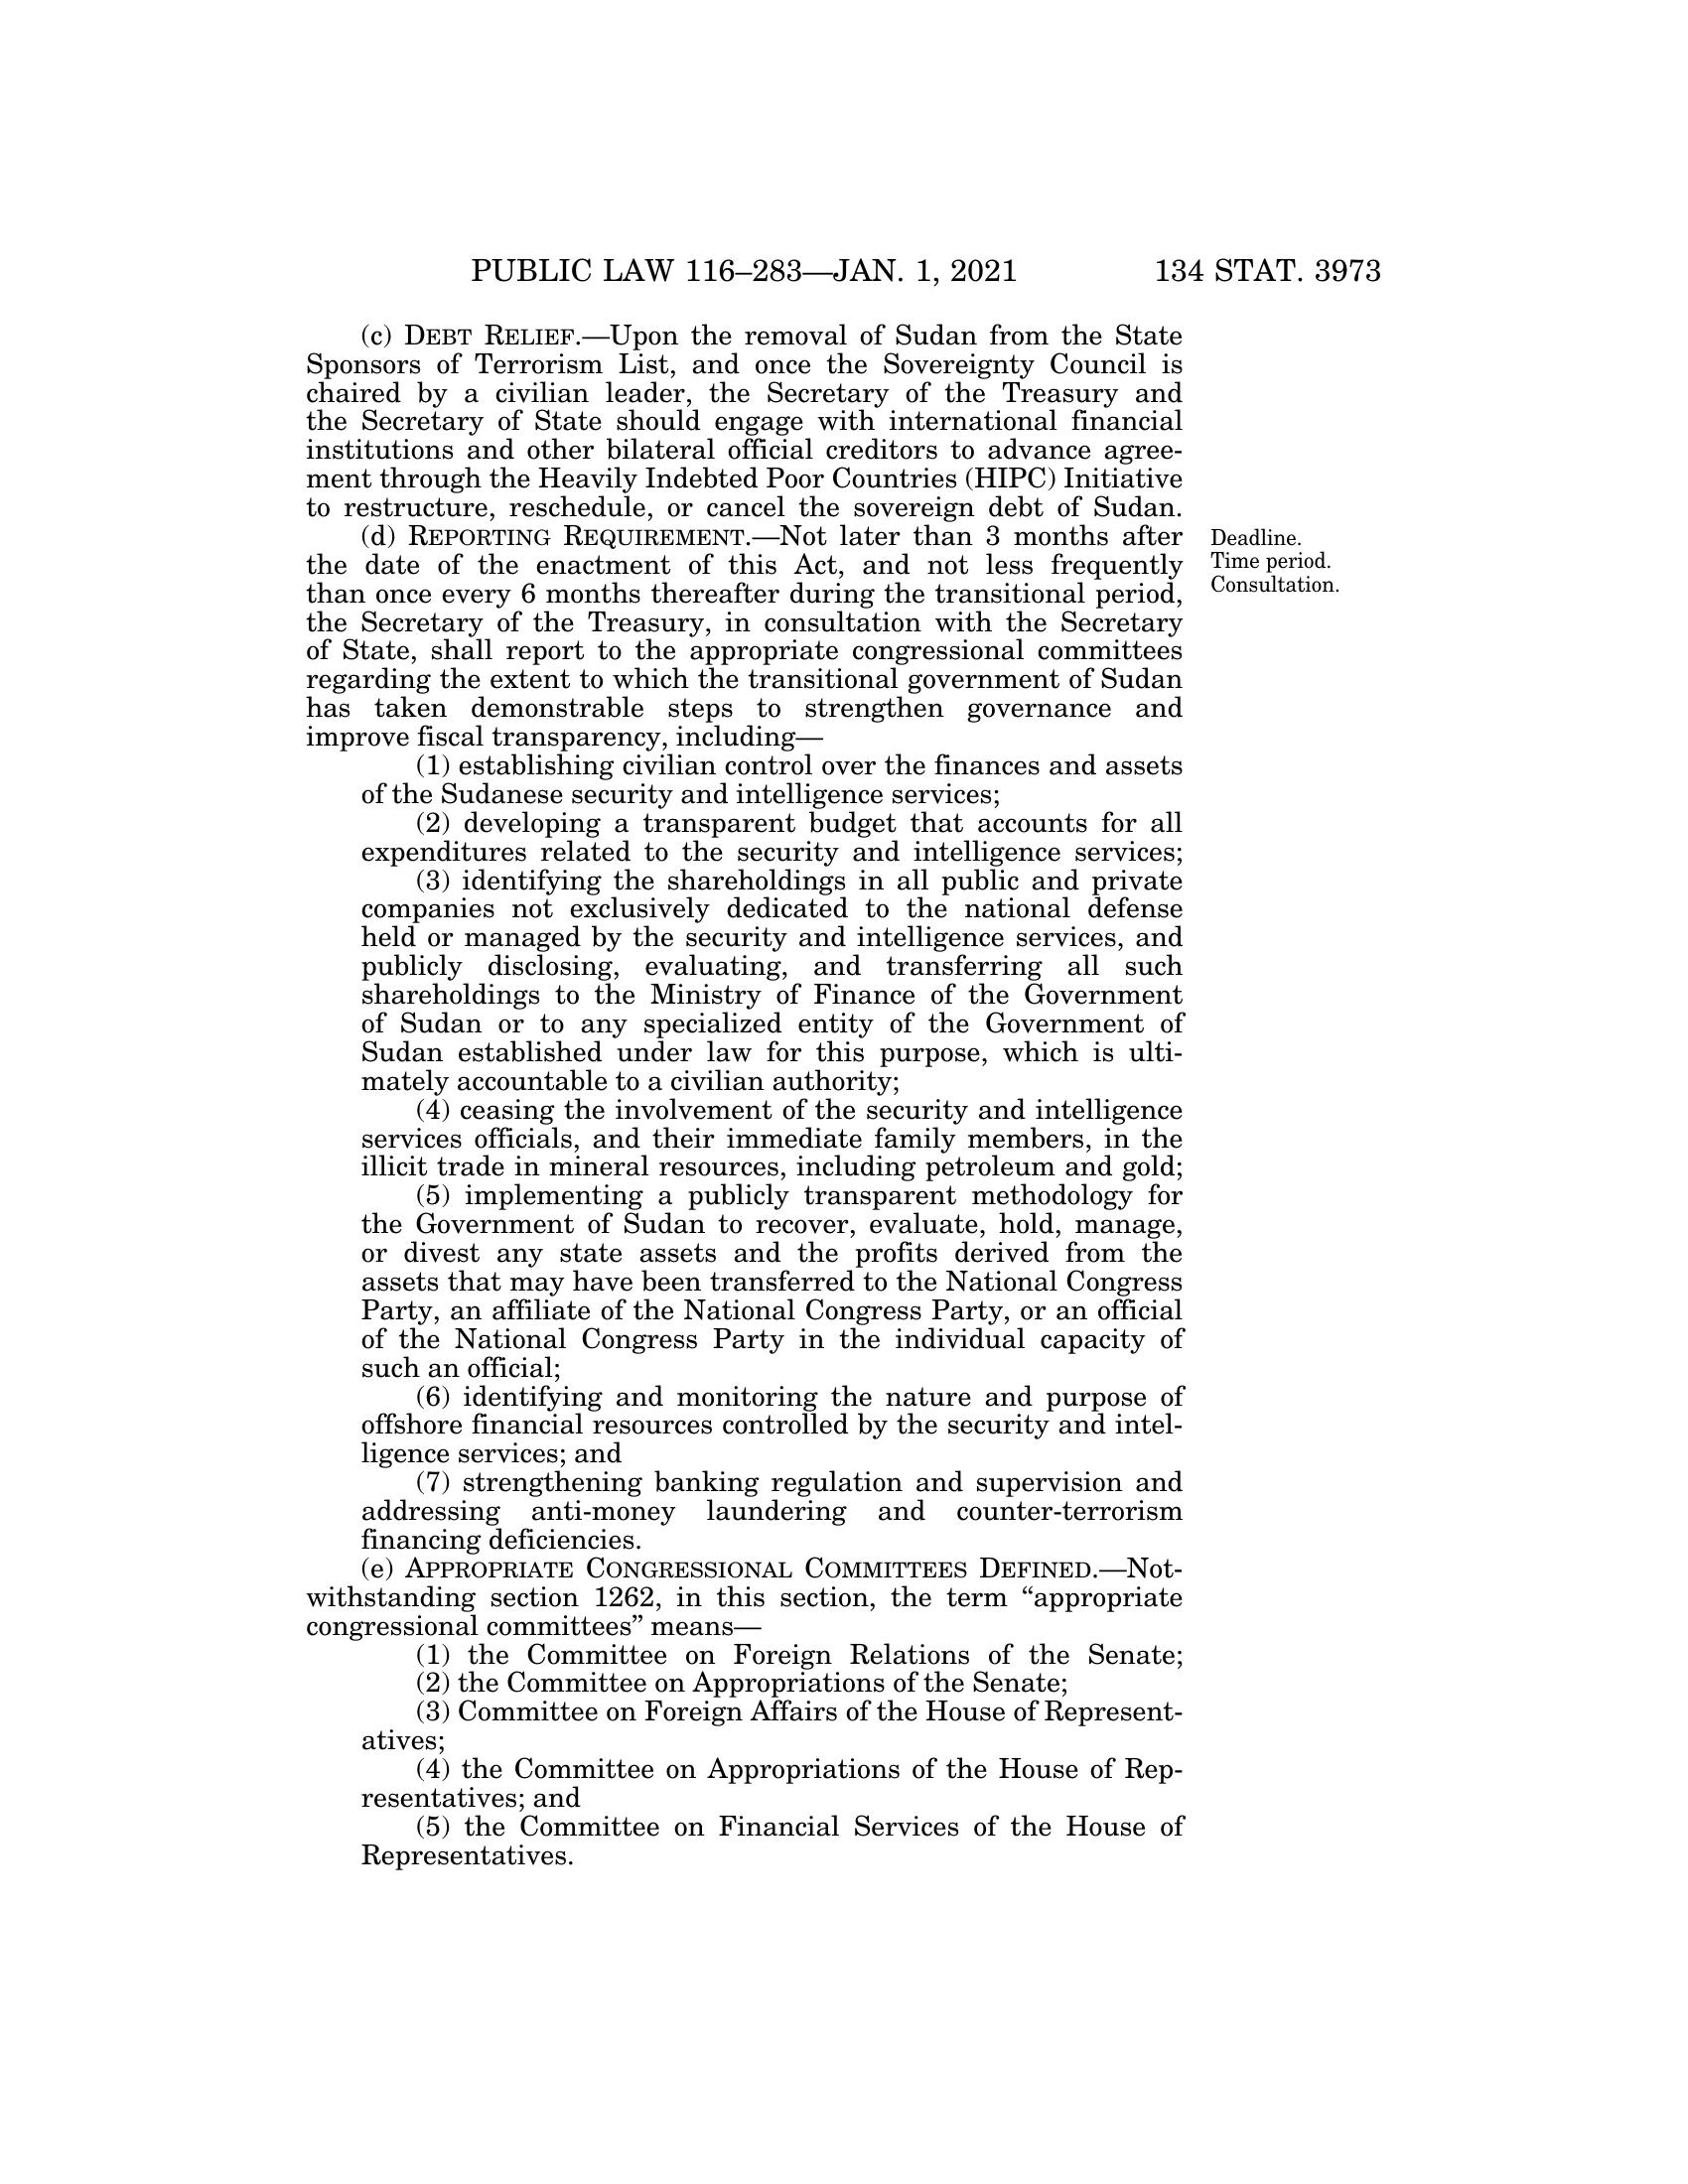 PUBLIC LAW 116–283—JAN. 1, 2021 134 STAT. 3973
(c) DEBT RELIEF.—Upon the removal of Sudan from the State
Sponsors of Terrorism List, and once the Sovereignty Council is
chaired by a civilian leader, the Secretary of the Treasury and
the Secretary of State should engage with international financial
institutions and other bilateral official creditors to advance agree-
ment through the Heavily Indebted Poor Countries (HIPC) Initiative
to restructure, reschedule, or cancel the sovereign debt of Sudan.
(d) REPORTING REQUIREMENT.—Not later than 3 months after
the date of the enactment of this Act, and not less frequently
than once every 6 months thereafter during the transitional period,
the Secretary of the Treasury, in consultation with the Secretary
of State, shall report to the appropriate congressional committees
regarding the extent to which the transitional government of Sudan
has taken demonstrable steps to strengthen governance and
improve fiscal transparency, including—
(1) establishing civilian control over the finances and assets
of the Sudanese security and intelligence services;
(2) developing a transparent budget that accounts for all
expenditures related to the security and intelligence services;
(3) identifying the shareholdings in all public and private
companies not exclusively dedicated to the national defense
held or managed by the security and intelligence services, and
publicly disclosing, evaluating, and transferring all such
shareholdings to the Ministry of Finance of the Government
of Sudan or to any specialized entity of the Government of
Sudan established under law for this purpose, which is ulti-
mately accountable to a civilian authority;
(4) ceasing the involvement of the security and intelligence
services officials, and their immediate family members, in the
illicit trade in mineral resources, including petroleum and gold;
(5) implementing a publicly transparent methodology for
the Government of Sudan to recover, evaluate, hold, manage,
or divest any state assets and the profits derived from the
assets that may have been transferred to the National Congress
Party, an affiliate of the National Congress Party, or an official
of the National Congress Party in the individual capacity of
such an official;
(6) identifying and monitoring the nature and purpose of
offshore financial resources controlled by the security and intel-
ligence services; and
(7) strengthening banking regulation and supervision and
addressing anti-money laundering and counter-terrorism
financing deficiencies.
(e) APPROPRIATE CONGRESSIONAL COMMITTEES DEFINED.—Not-
withstanding section 1262, in this section, the term “appropriate
congressional committees” means—
(1) the Committee on Foreign Relations of the Senate;
(2) the Committee on Appropriations of the Senate;
(3) Committee on Foreign Affairs of the House of Represent-
atives;
(4) the Committee on Appropriations of the House of Rep-
resentatives; and
(5) the Committee on Financial Services of the House of
Representatives.
Deadline.
Time period.
Consultation.